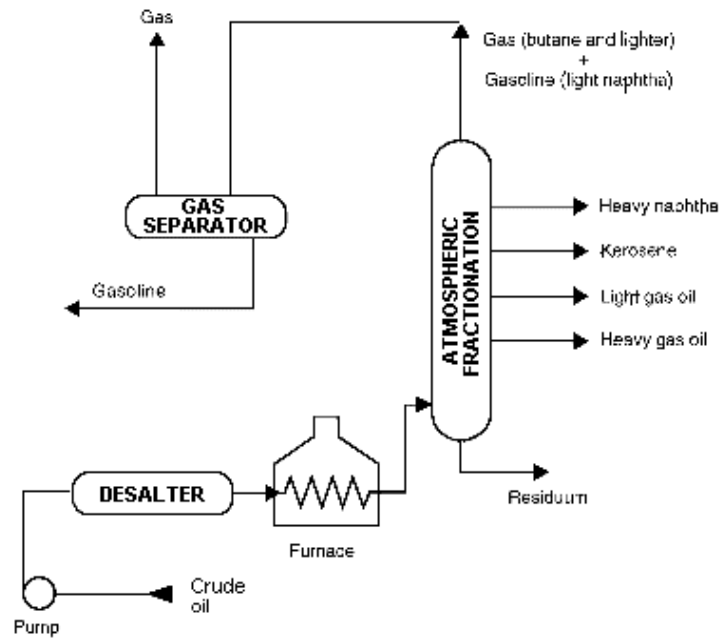 Gas
Gas (butane and lighter)
+
Gasoline (light naphtha)
GAS
SEPARATOR
Heavy naphtha
Kerosene
Light gas oil
Heavy gas oil
ATMOSPHERIC
FRACTIONATION
Gasoline
DESALTER
Furnace
Residuum
Crude
oil
Pump